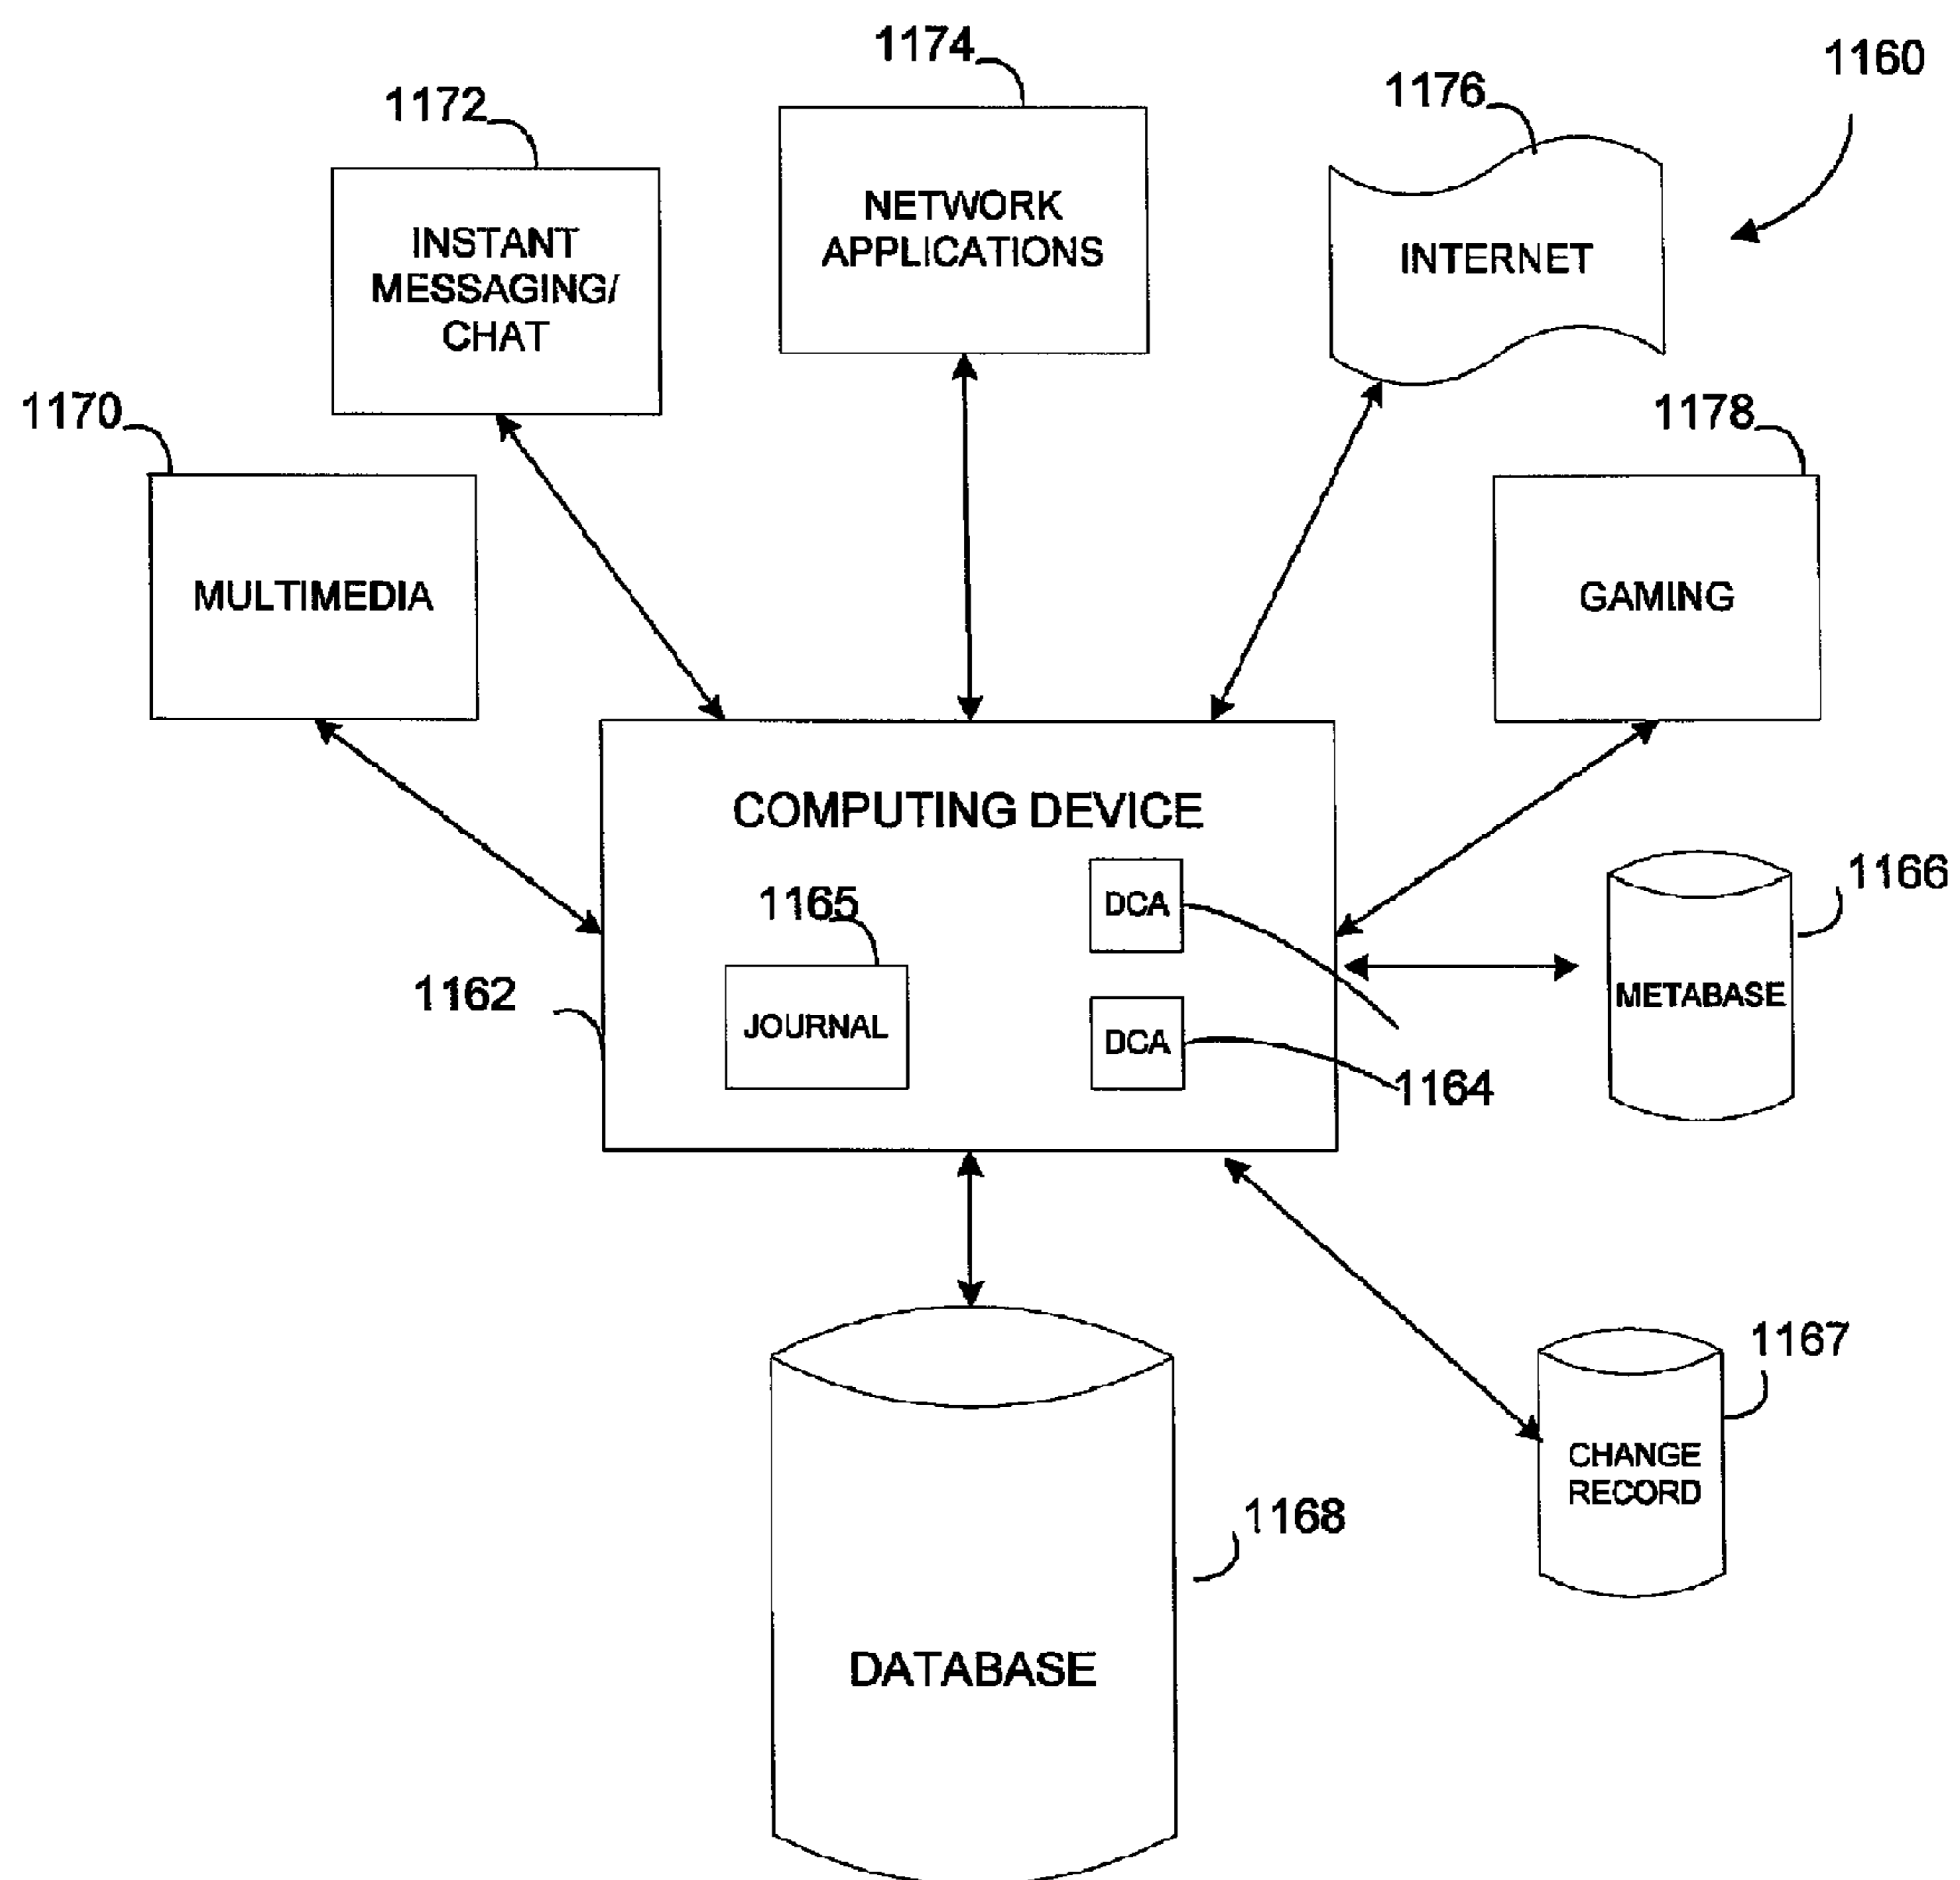 1174
1160
1176
1172
NETWORK
APPLICATIONS
INTERNET
INSTANT
MESSAGING/
CHAT
1170
1178
MULTIMEDIA
GAMING
COMPUTING DEVICE
1166
DCA
1165
METABASE
1162
JOURNAL
DCA
1164
1167
CHANGE
RECORD
1168
DATABASE